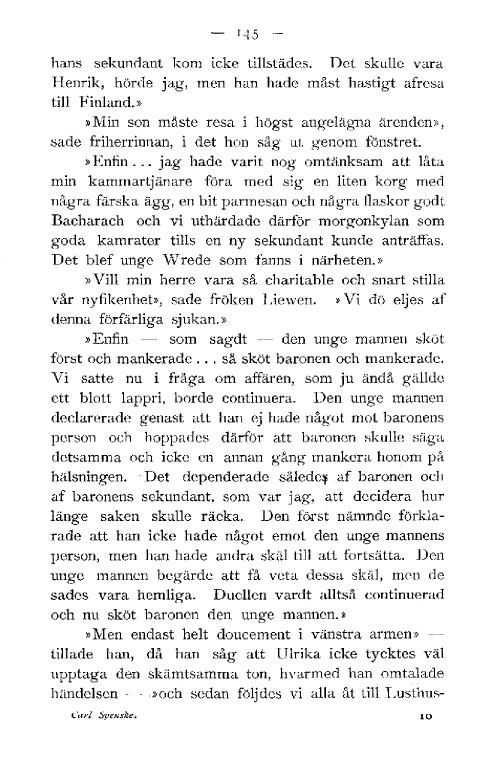 — 145 —
hans sekundant kom icke tillstädes. Det skulle vara
Henrik, hörde jag, men han hade måst hastigt afresa
till Finland.»
»Min son måste resa i högst angelägna ärenden»,
sade friherrinnan, i det hon såg ut genom fönstret.
»Enfin... jag hade varit nog omtänksam att låta
min kammartjänare föra med sig en liten korg med
några färska ägg, en bit parmesan och några flaskor godt
Bacharach och vi uthärdade därför morgonkylan som
goda kamrater tills en ny sekundant kunde anträffas.
Det blef unge Wrede som fanns i närheten.»
»Vill min herre vara så charitable och snart stilla
vår nyfikenhet», sade fröken Liewen. »Vi dö eljes af
denna förfärliga sjukan.»
»Enfin — som sagdt — den unge mannen sköt
först och mankerade... så sköt baronen och mankerade.
Vi satte nu i fråga om affären, som ju ändå gällde
ett blott lappri, borde continuera. Den unge mannen
declarerade genast att han ej hade något mot baronens
person och hoppades därför att baronen skulle säga
detsamma och icke en annan gång mankera honom på
hälsningen. Det dependerade således af baronen och
af baronens sekundant, som var jag, att decidera hur
länge saken skulle räcka. Den först nämnde förkla-
rade att han icke hade något emot den unge mannens
person, men han hade andra skäl till att fortsätta. Den
unge mannen begärde att få veta dessa skäl, men de
sades vara hemliga. Duellen vardt alltså continuerad
och nu sköt baronen den unge mannen.»
»Men endast helt doucement i vänstra armen» —
tillade han, då han såg att Ulrika icke tycktes väl
upptaga den skämtsamma ton, hvarmed han omtalade
händelsen — »och sedan följdes vi alla åt till Lusthus-
Carl Spenske. 10